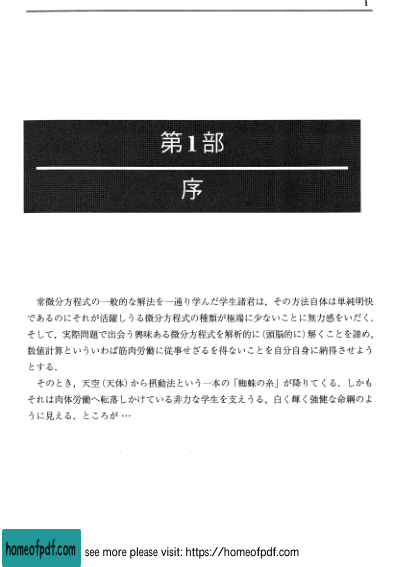 1
第1部
序
常微分方程式の一般的な解法を一通り学んだ学生諸君は，その方法自体は単純明快
であるのにそれが活躍しうる微分方程式の種類が極端に少ないことに無力感をいだく．
そして，実際問題で出会う興味ある微分方程式を解析的に(頭脳的に)解くことを諦め，
数値計算といういわば筋肉労働に従事せざるを得ないことを自分自身に納得させよう
とする．
そのとき，天空(天体)から摂動法という一本の「蜘蛛の糸」が降りてくる．しかも
それは肉体労働へ転落しかけている非力な学生を支えうる，白く輝く強健な命綱のよ
うに見える．ところが …
homeofpdf.com
see more please visit: https://homeofpdf.com